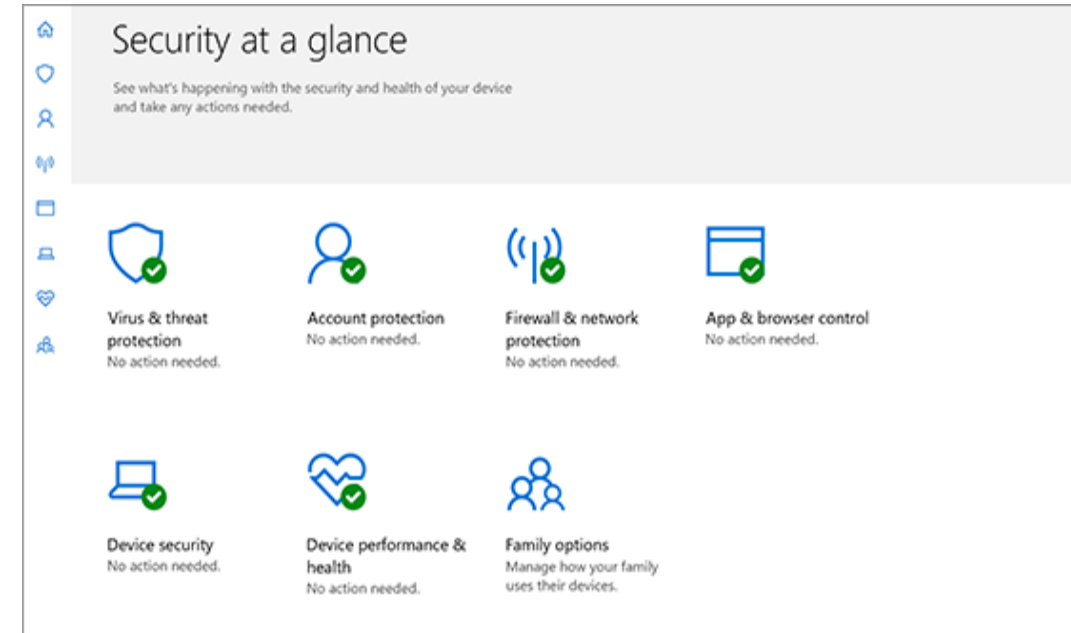 Security at a glance
See what's happening with the security and health of your device
and take any actions needed.
Virus & threat
protection
No action needed.
Account protection
No action needed.
Firewall & network
protection
No action needed.
App & browser control
No action needed.
Device security
No action needed.
Device performance &
health
No action needed.
Family options
Manage how your family
uses their devices.